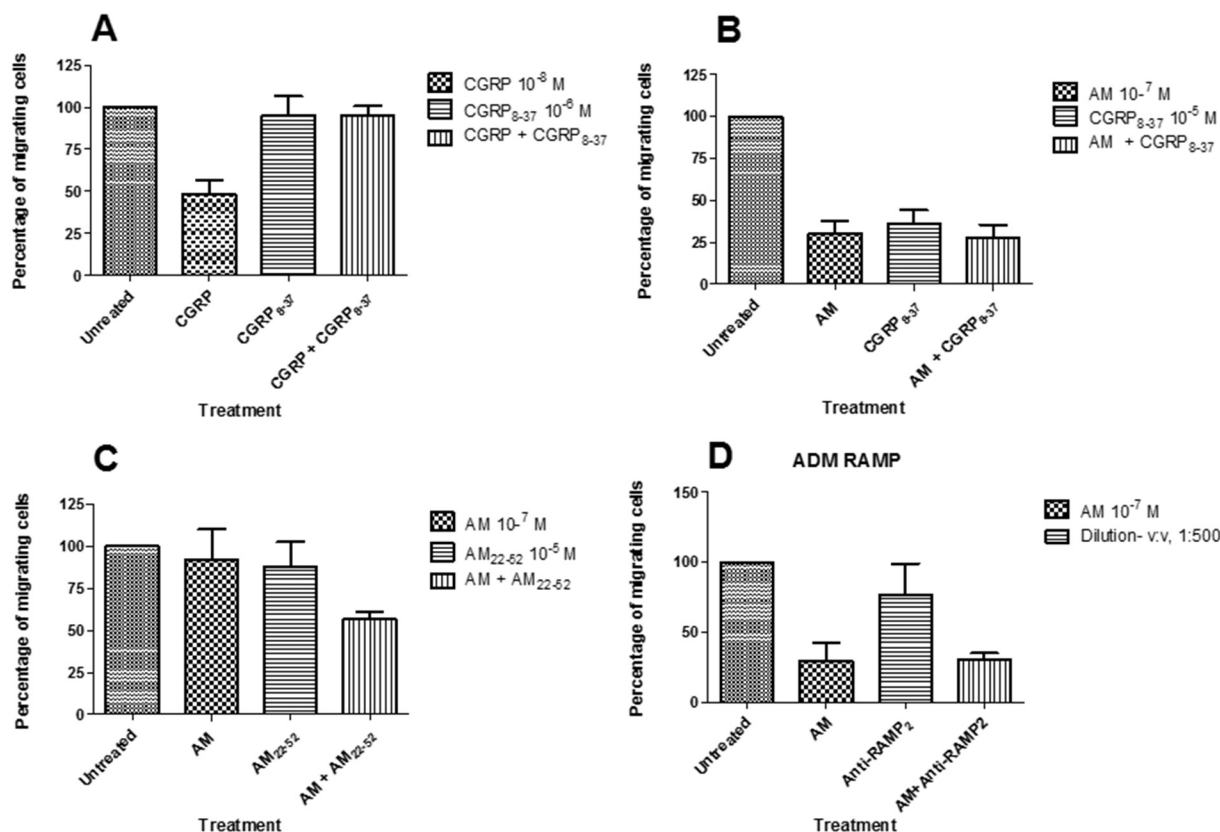 A
Percentage of migrating cells
125
100
75
50
25
0
Unreated
CGRP
CGRP8-37
CGRP + CGRP8-37
Treatment
CGRP 10-8 M
CGRP8-37 10-6 M
CGRP + CGRP8-37
B
Percentage of migrating cells
125
100
75
50
25
0
Untreated
AM
CGRP8-37
AM + CGRP8-37
Treatment
AM 10-7 M
CGRP8-37 10-5 M
AM + CGRP8-37
C
Percentage of migrating cells
125
100
75
50
25
0
Untreated
AM
AM22-52
AM + AM22-52
Treatment
AM 10-7 M
AM22-52 10-5 M
AM + AM22-52
D
ADM RAMP
Percentage of migrating cells
150
100
50
0
Untreated
AM
Anti-RAMP2
AM+Anti-RAMP2
Treatment
AM 10-7 M
Dilution- v:v, 1:500